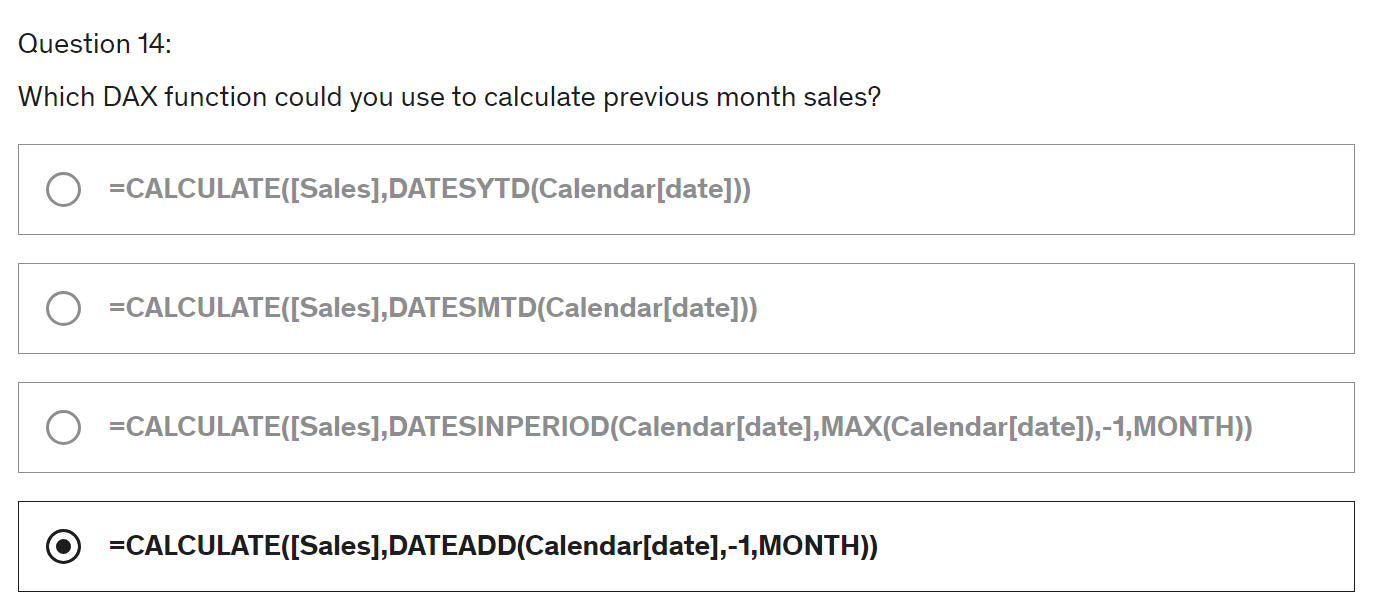 Question 14:
Which DAX function could you use to calculate previous month sales?
=CALCULATE([Sales],DATESYTD(Calendar[date]))
=CALCULATE([Sales],DATESMTD(Calendar[date]))
=CALCULATE([Sales],DATESINPERIOD(Calendar[date],MAX(Calendar[date]),-1,MONTH))
=CALCULATE([Sales],DATEADD(Calendar[date],-1,MONTH))